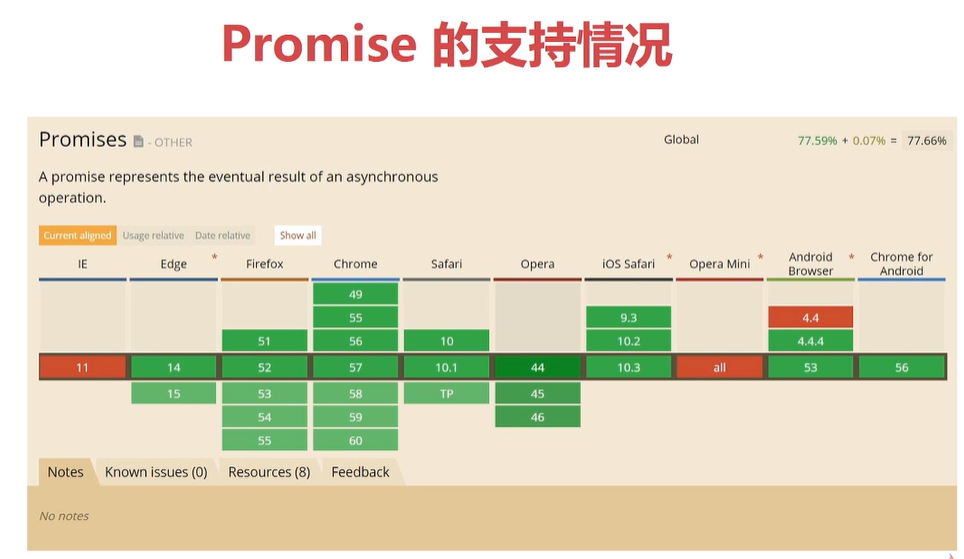 Promise 的支持情况
Promises - OTHER
Global 77.59% + 0.07% = 77.66%
A promise represents the eventual result of an asynchronous
operation.
Current aligned Usage relative Date relative Show all
IE Edge * Firefox Chrome Safari Opera iOS Safari * Opera Mini * Android Browser * Chrome for Android
49
55 9.3 4.4
51 56 10 10.2 4.4.4
11 14 52 57 10.1 44 10.3 all 53 56
15 53 58 TP 45
54 59 46
55 60
Notes Known issues (0) Resources (8) Feedback
No notes